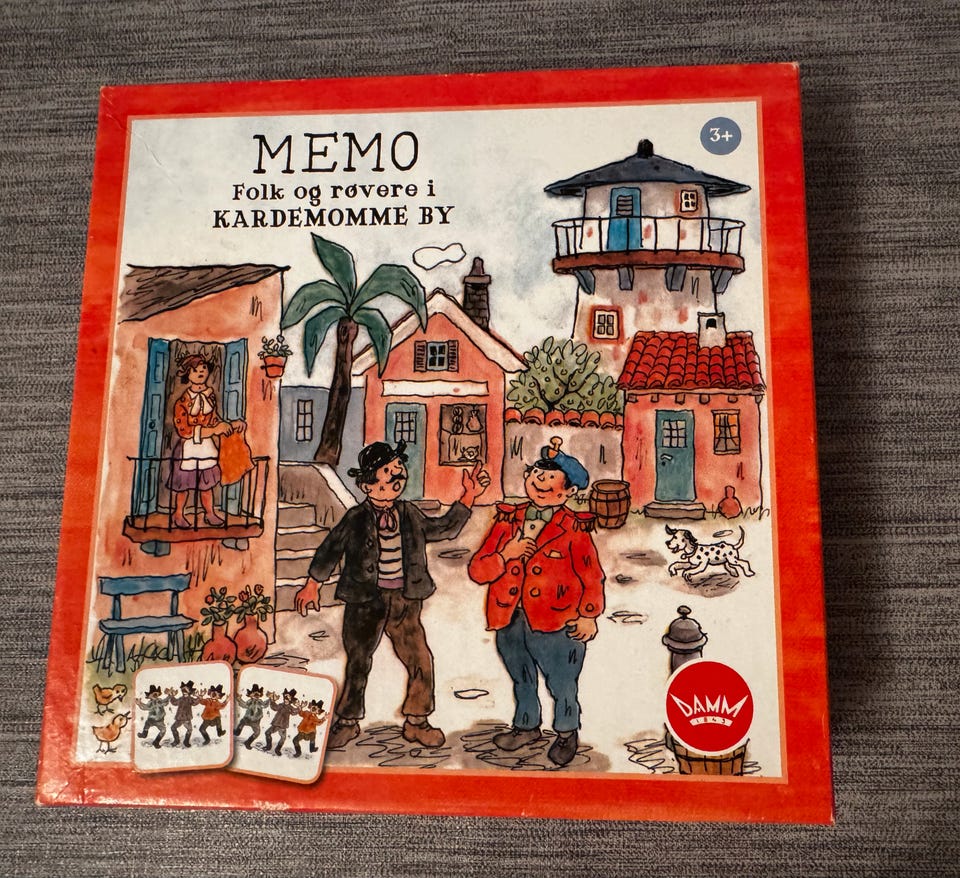 MEMO
3+
Folk og røvere i
KARDEMOMME BY
DAMM
1843